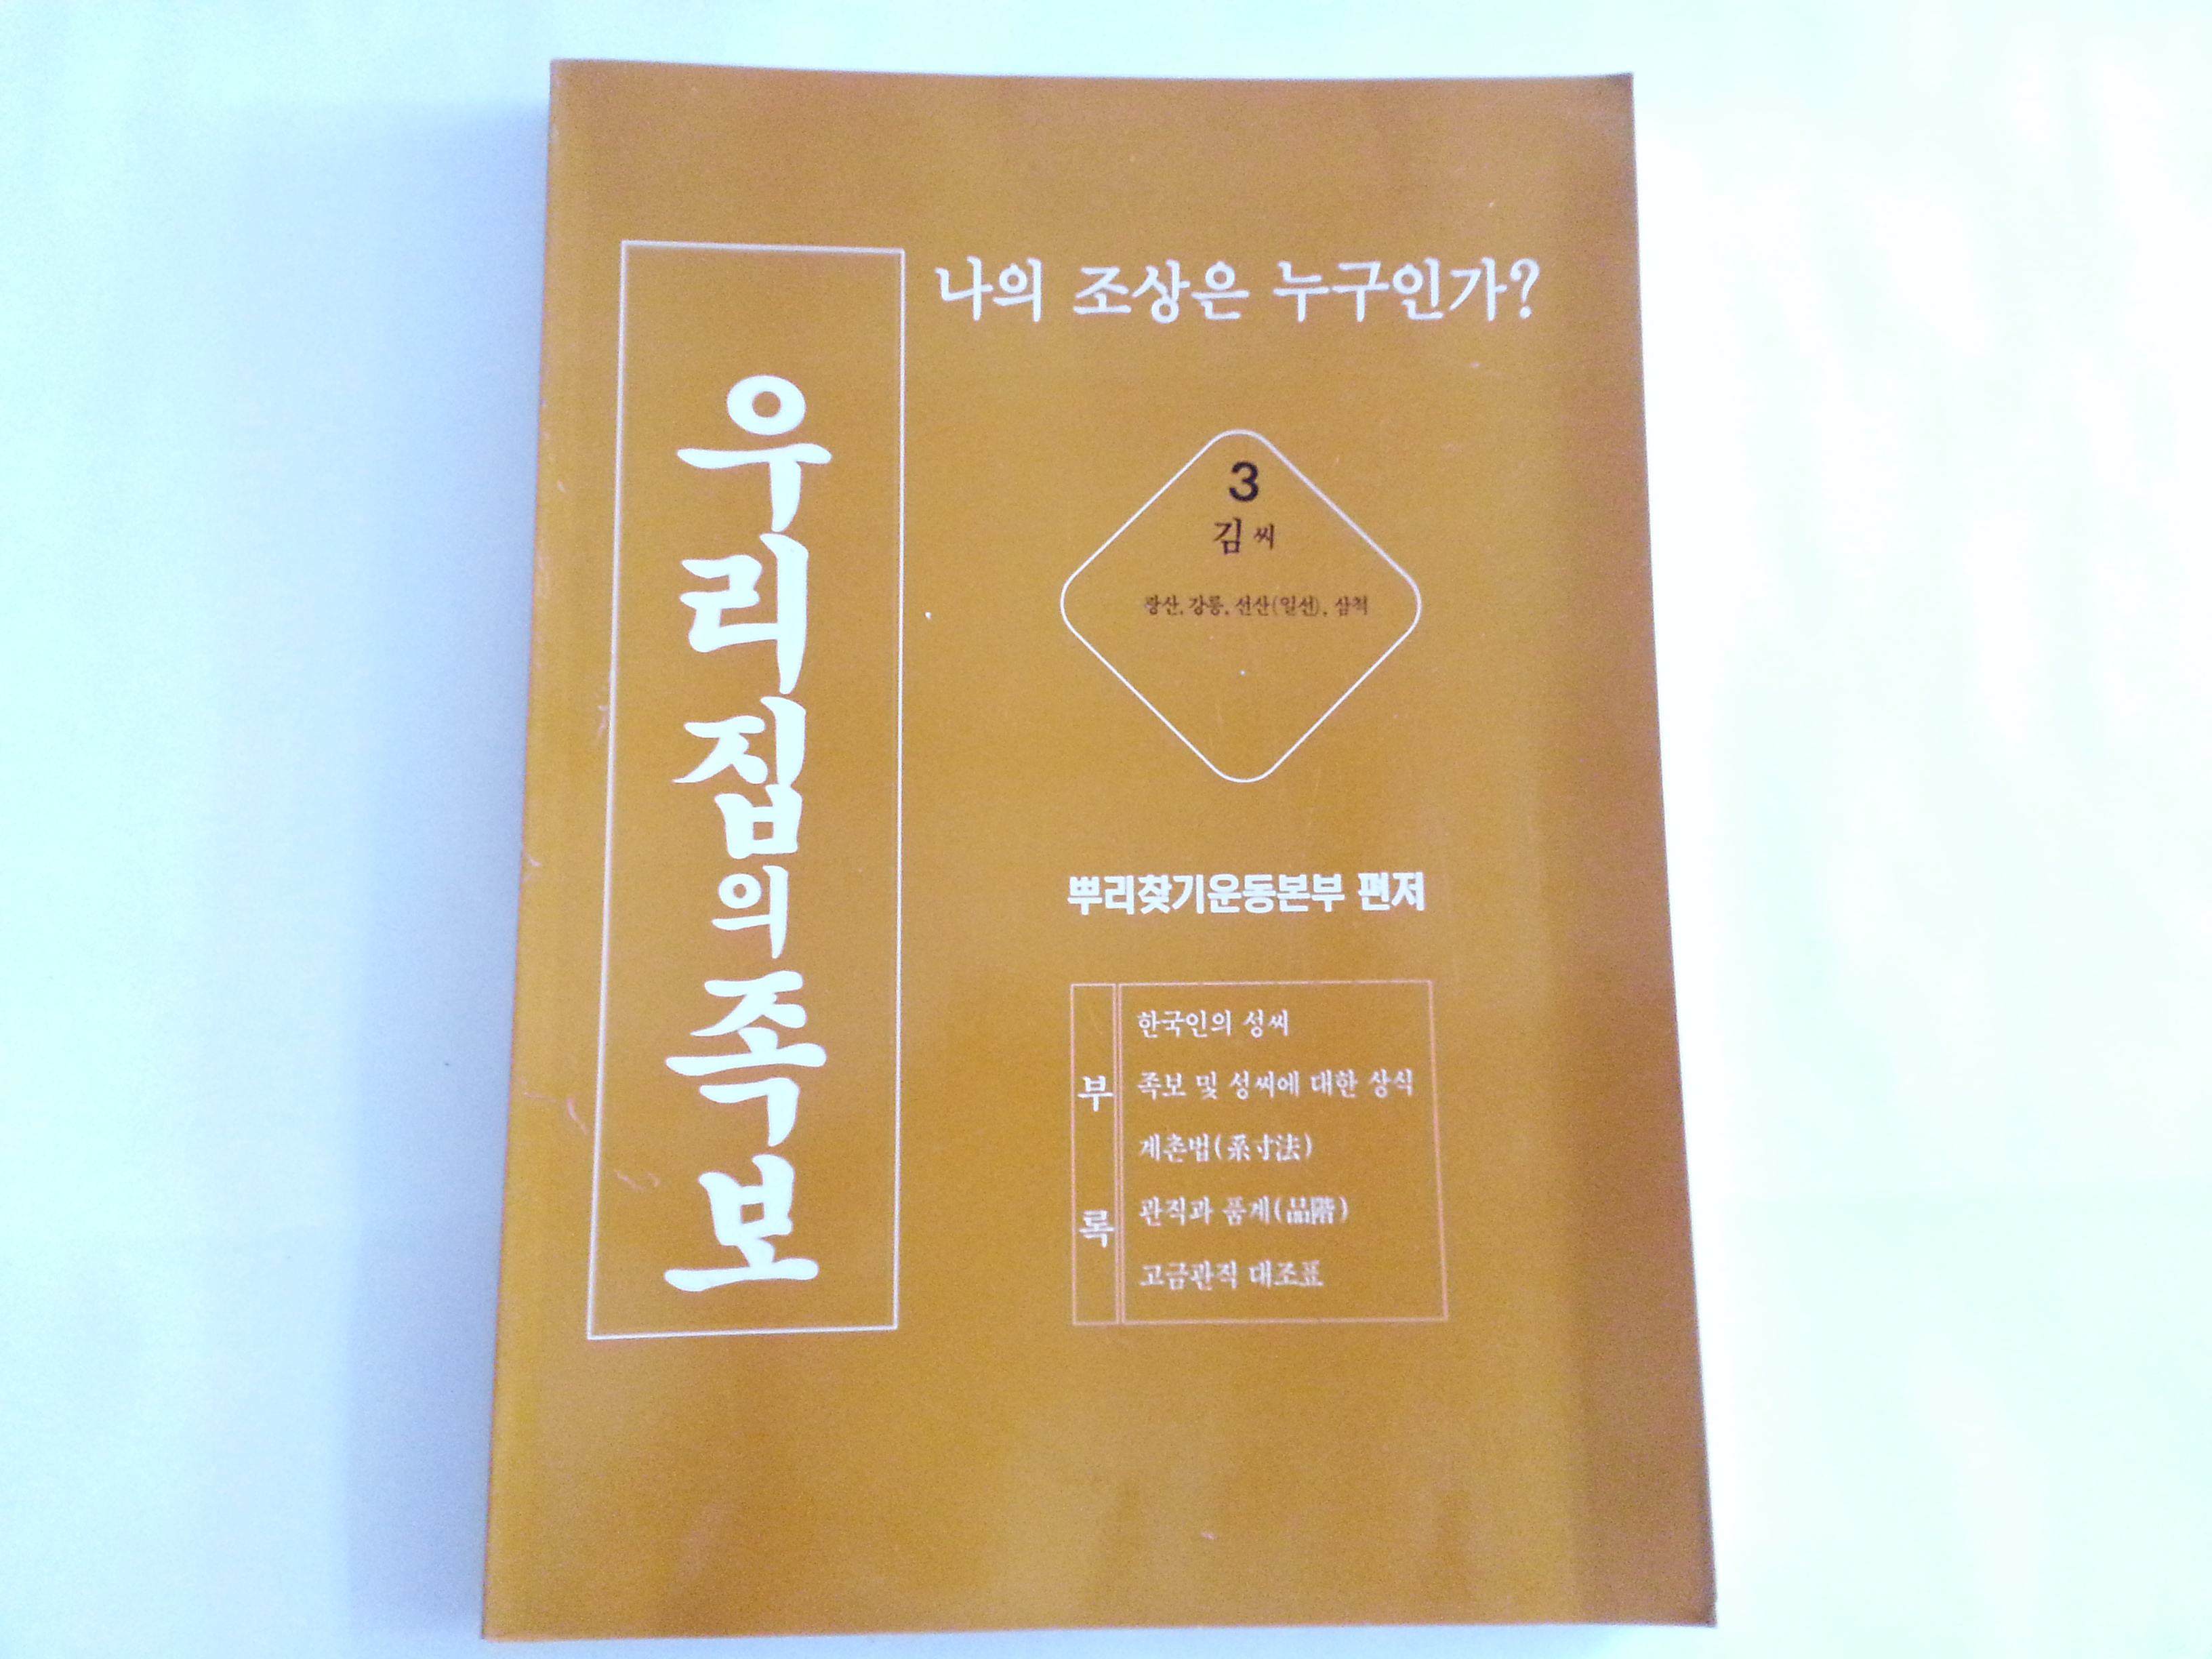 나의 조상은 누구인가?
우리집의족보
3
김씨
광산, 강릉, 선산(일선), 삼척
뿌리찾기운동본부 편저
부록
한국인의 성씨
족보 및 성씨에 대한 상식
계촌법(系寸法)
관직과 품계(品階)
고금관직 대조표